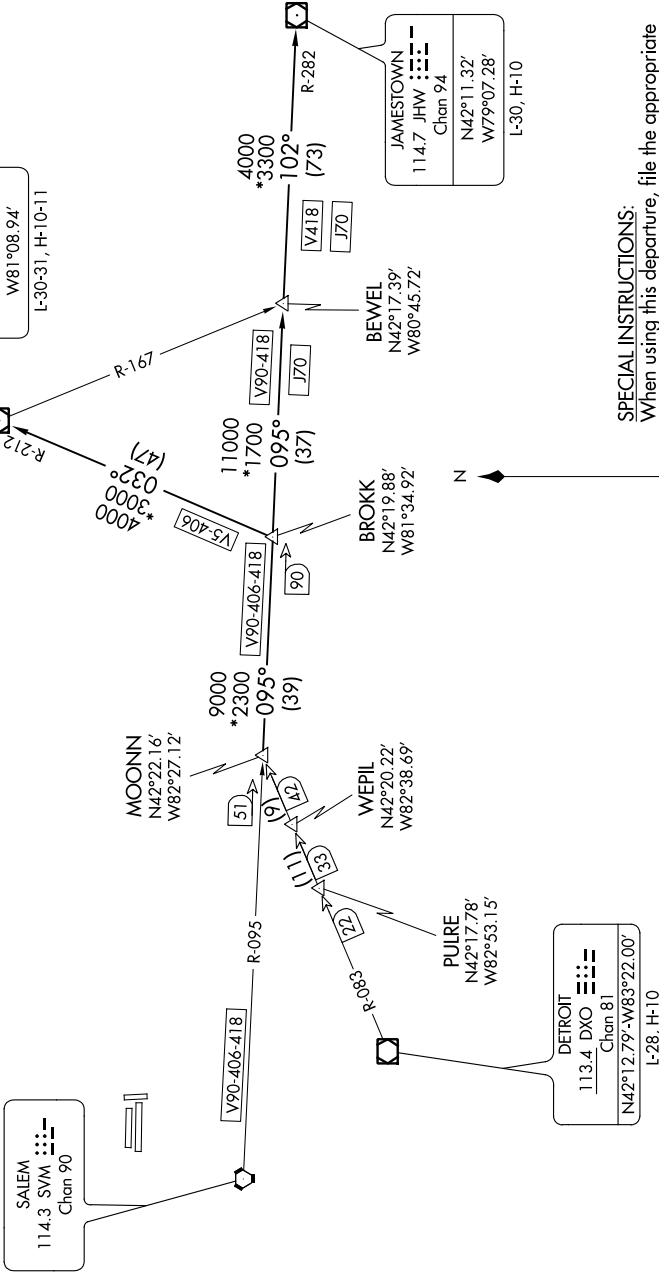 SALEM
114.3 SVM
Chan 90
V90-406-418
R-095
51
MOONN
N42°22.16'
W82°27.12'
9000
*2300
095°
(39)
V90-406-418
90
BROKK
N42°19.88'
W81°34.92'
4000
*3000
032°
(47)
V5-406
R-212
R-167
11000
*1700
095°
(37)
V90-418
J70
BEWEL
N42°17.39'
W80°45.72'
4000
*3300
102°
(73)
V418
J70
R-282
JAMESTOWN
114.7 JHW
Chan 94
N42°11.32'
W79°07.28'
L-30, H-10
W81°08.94'
L-30-31, H-10-11
DETROIT
113.4 DXO
Chan 81
N42°12.79'-W83°22.00'
L-28, H-10
R-083
22
(11)
33
(9)
42
PULRE
N42°17.78'
W82°53.15'
WEPIL
N42°20.22'
W82°38.69'
N
SPECIAL INSTRUCTIONS:
When using this departure, file the appropriate